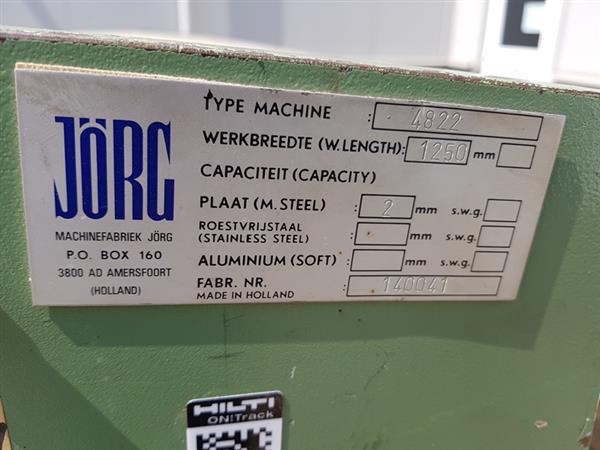 JÖRG
MACHINEFABRIEK JÖRG
P.O. BOX 160
3800 AD AMERSFOORT
(HOLLAND)
TYPE MACHINE : 4822
WERKBREEDTE (W.LENGTH): 1250 mm
CAPACITEIT (CAPACITY)
PLAAT (M. STEEL) : 2 mm s.w.g.
ROESTVRIJSTAAL
(STAINLESS STEEL) : mm s.w.g.
ALUMINIUM (SOFT) : mm s.w.g.
FABR. NR. : 140041
MADE IN HOLLAND
HILTI
ON!Track